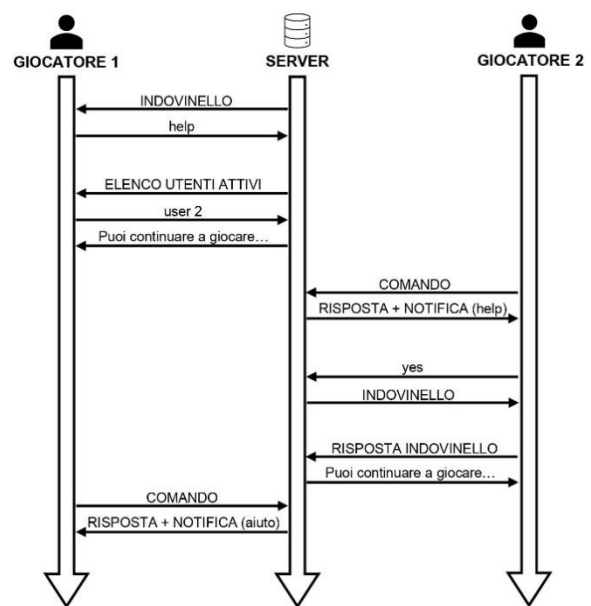 GIOCATORE 1
SERVER
GIOCATORE 2
INDOVINELLO
help
ELENCO UTENTI ATTIVI
user 2
Puoi continuare a giocare…
COMANDO
RISPOSTA + NOTIFICA (help)
yes
INDOVINELLO
RISPOSTA INDOVINELLO
Puoi continuare a giocare…
COMANDO
RISPOSTA + NOTIFICA (aiuto)